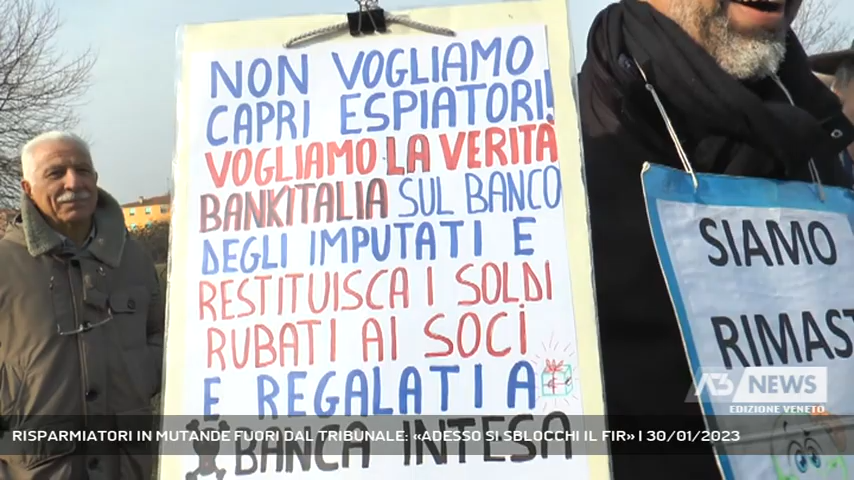 NON VOGLIAMO
CAPRI ESPIATORI!
VOGLIAMO LA VERITÀ
BANKITALIA SUL BANCO
DEGLI IMPUTATI E
RESTITUISCA I SOLDI
RUBATI AI SOCI
E REGALATI A
BANCA INTESA
SIAMO
RIMAST
A3 NEWS
EDIZIONE VENETO
RISPARMIATORI IN MUTANDE FUORI DAL TRIBUNALE: «ADESSO SI SBLOCCHI IL FIR» | 30/01/2023